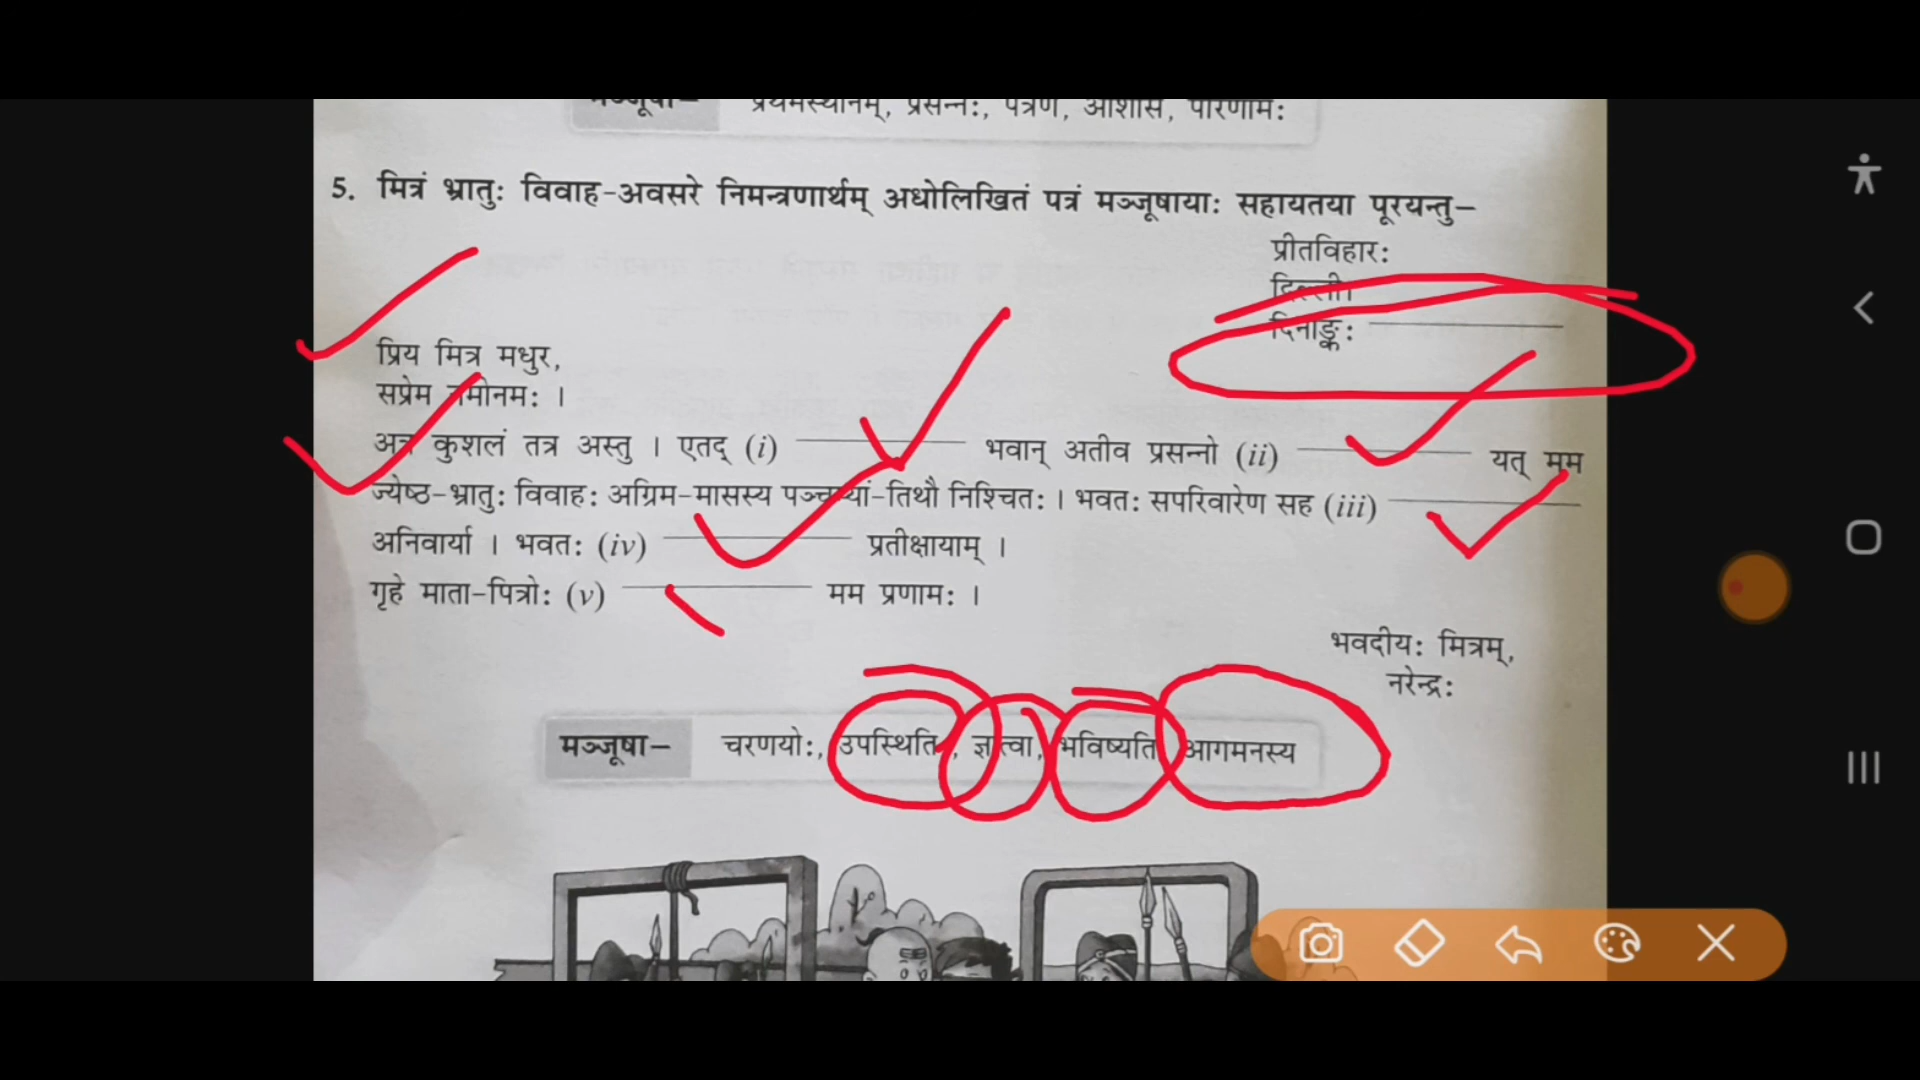 मञ्जूषा– प्रथमस्थानम्, प्रसन्नः, पत्रेण, आशासे, परिणामः
5. मित्रं भ्रातुः विवाह-अवसरे निमन्त्रणार्थम् अधोलिखितं पत्रं मञ्जूषायाः सहायतया पूरयन्तु–
प्रीतविहारः
दिल्ली।
दिनाङ्कः
प्रिय मित्र मधुर,
सप्रेम नमोनमः ।
अत्र कुशलं तत्र अस्तु । एतद् (i) भवान् अतीव प्रसन्नो (ii) यत् मम
ज्येष्ठ-भ्रातुः विवाहः अग्रिम-मासस्य पञ्चम्यां-तिथौ निश्चितः । भवतः सपरिवारेण सह (iii)
अनिवार्या । भवतः (iv) प्रतीक्षायाम् ।
गृहे माता-पित्रोः (v) मम प्रणामः ।
भवदीयः मित्रम्,
नरेन्द्रः
मञ्जूषा– चरणयोः, उपस्थिति, ज्ञात्वा, भविष्यति आगमनस्य